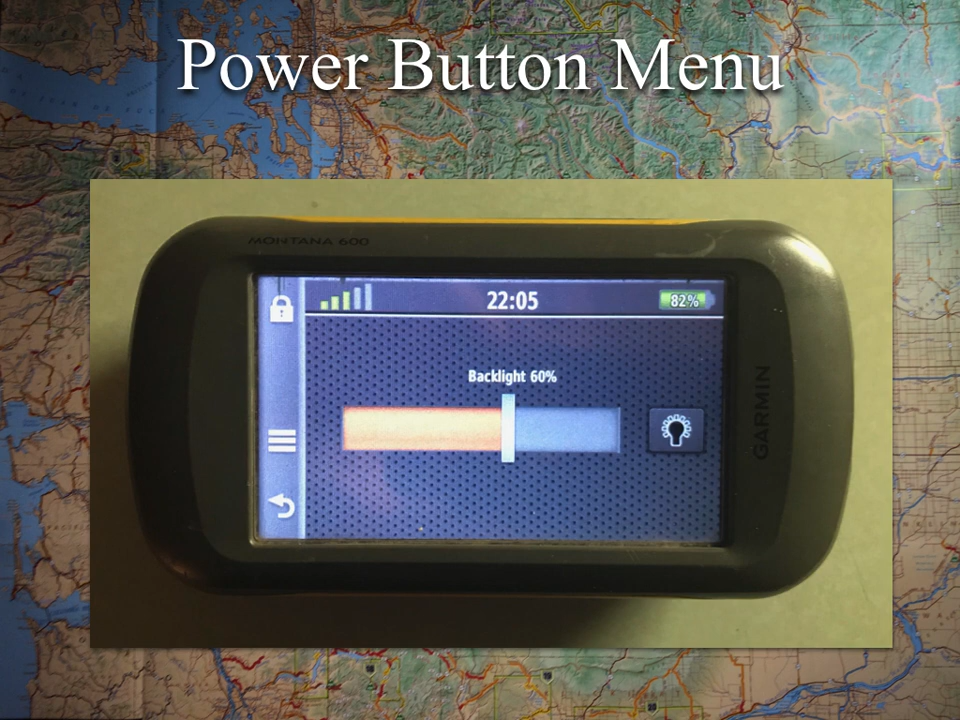 Power Button Menu
MONTANA 600
22:05
82%
Backlight 60%
GARMIN